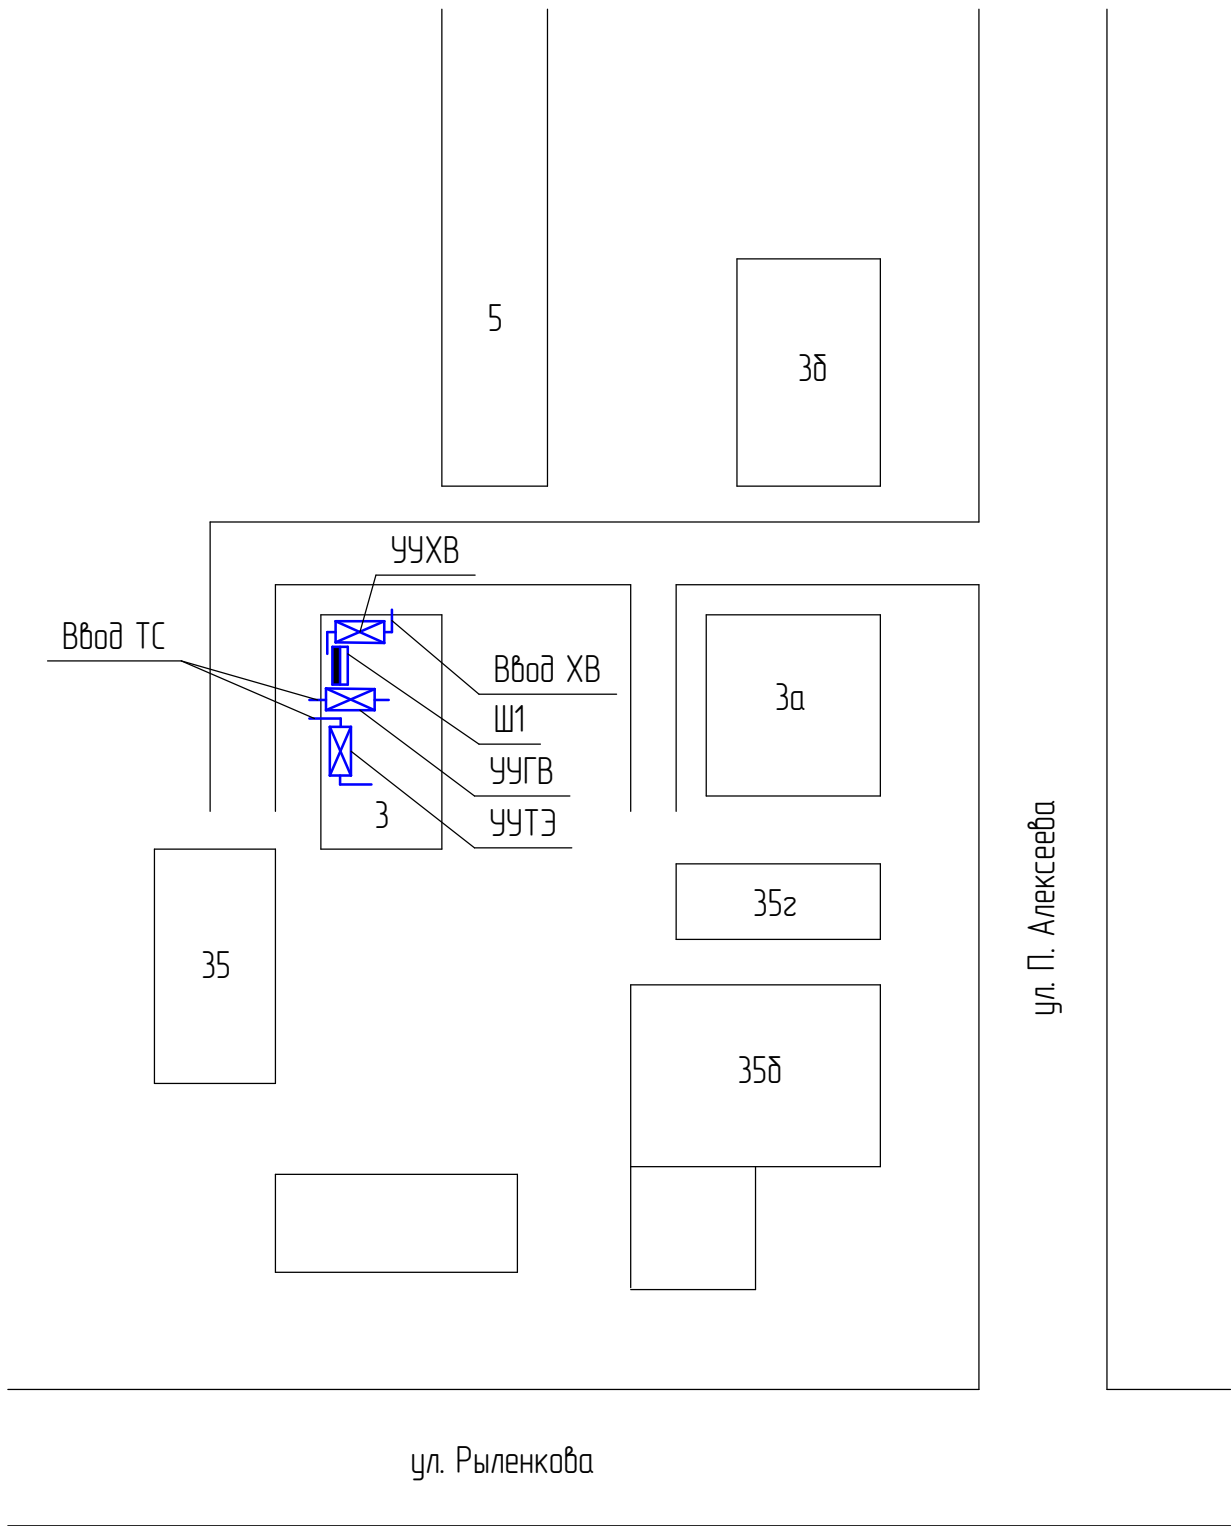 5
3б
УУХВ
Ввод ТС
Ввод ХВ
3а
Ш1
УУГВ
УУТЭ
3
35г
35
ул. П. Алексеева
35б
ул. Рыленкова